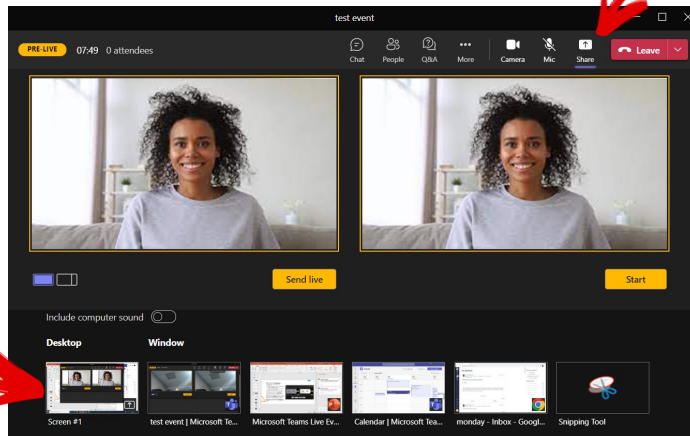 test event
PRE-LIVE 07:49 0 attendees
Chat People Q&A More Camera Mic Share Leave
Send live Start
Include computer sound
Desktop Window
Screen #1 test event | Microsoft Te... Microsoft Teams Live Ev... Calendar | Microsoft Tea... monday - Inbox - Googl... Snipping Tool